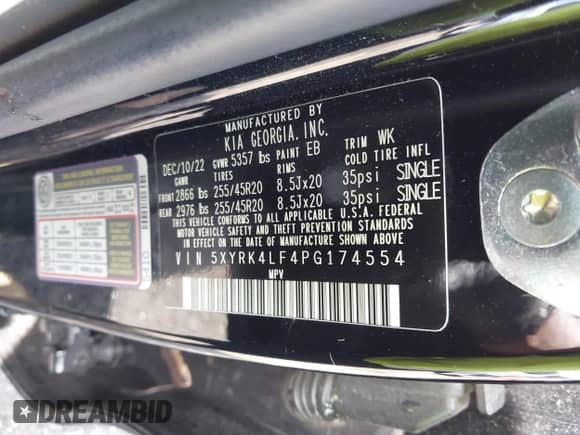 MANUFACTURED BY
KIA GEORGIA, INC.
DEC/10/22 GVWR 5357 lbs PAINT EB TRIM WK
GAWR TIRES RIMS COLD TIRE INFL
FRONT 2866 lbs 255/45R20 8.5Jx20 35psi SINGLE
REAR 2976 lbs 255/45R20 8.5Jx20 35psi SINGLE
THIS VEHICLE CONFORMS TO ALL APPLICABLE U.S.A. FEDERAL
MOTOR VEHICLE SAFETY AND THEFT PREVENTION STANDARDS
IN EFFECT ON THE DATE OF MANUFACTURE SHOWN ABOVE.
VIN 5XYRK4LF4PG174554
MPV
DREAMBID